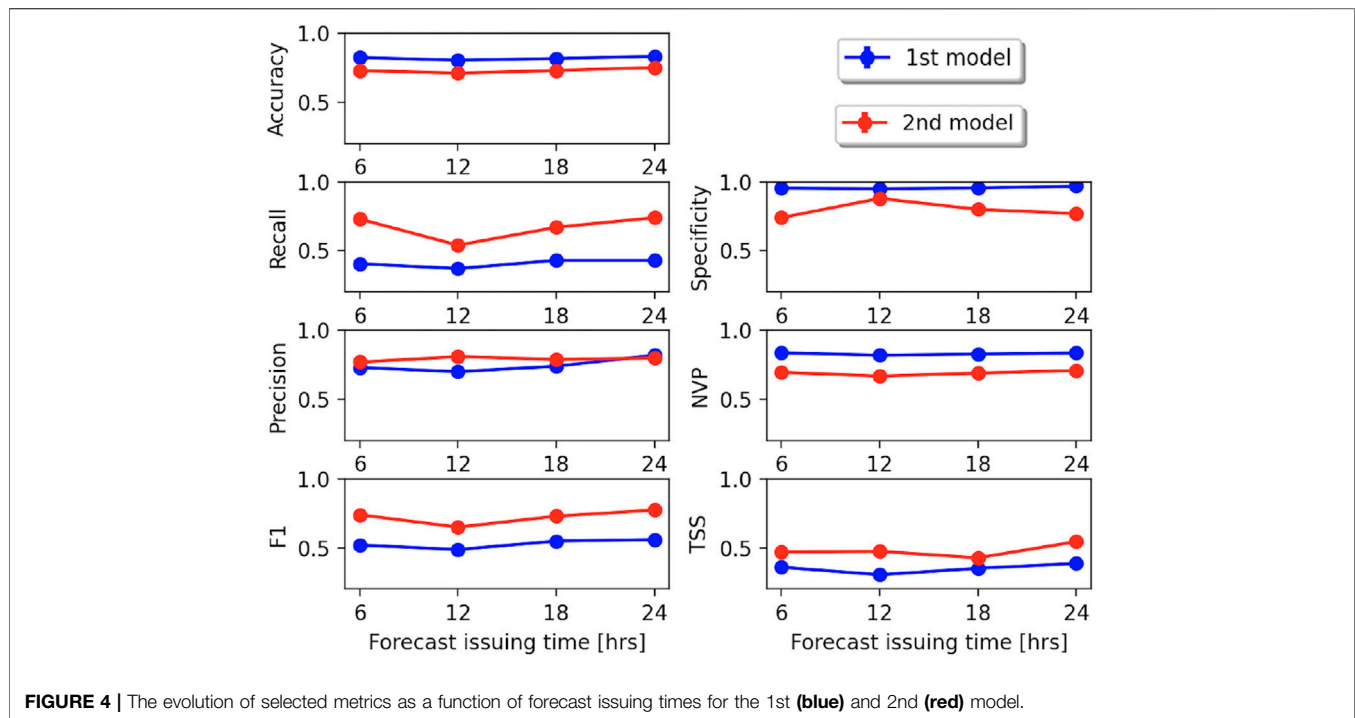 1.0
0.5
Accuracy
6 12 18 24
1st model
2nd model
1.0
0.5
Recall
6 12 18 24
1.0
0.5
Specificity
6 12 18 24
1.0
0.5
Precision
6 12 18 24
1.0
0.5
NVP
6 12 18 24
1.0
0.5
F1
6 12 18 24
Forecast issuing time [hrs]
1.0
0.5
TSS
6 12 18 24
Forecast issuing time [hrs]
FIGURE 4 | The evolution of selected metrics as a function of forecast issuing times for the 1st (blue) and 2nd (red) model.